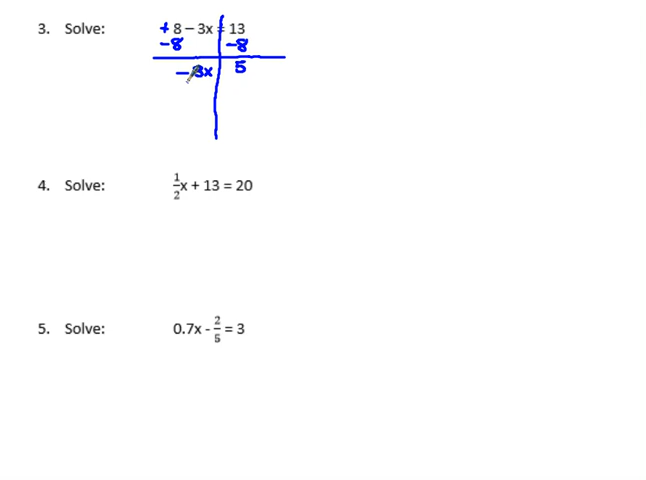 3. Solve: + 8 – 3x = 13
-8 -8
-3x 5
4. Solve: 1/2x + 13 = 20
5. Solve: 0.7x - 2/5 = 3